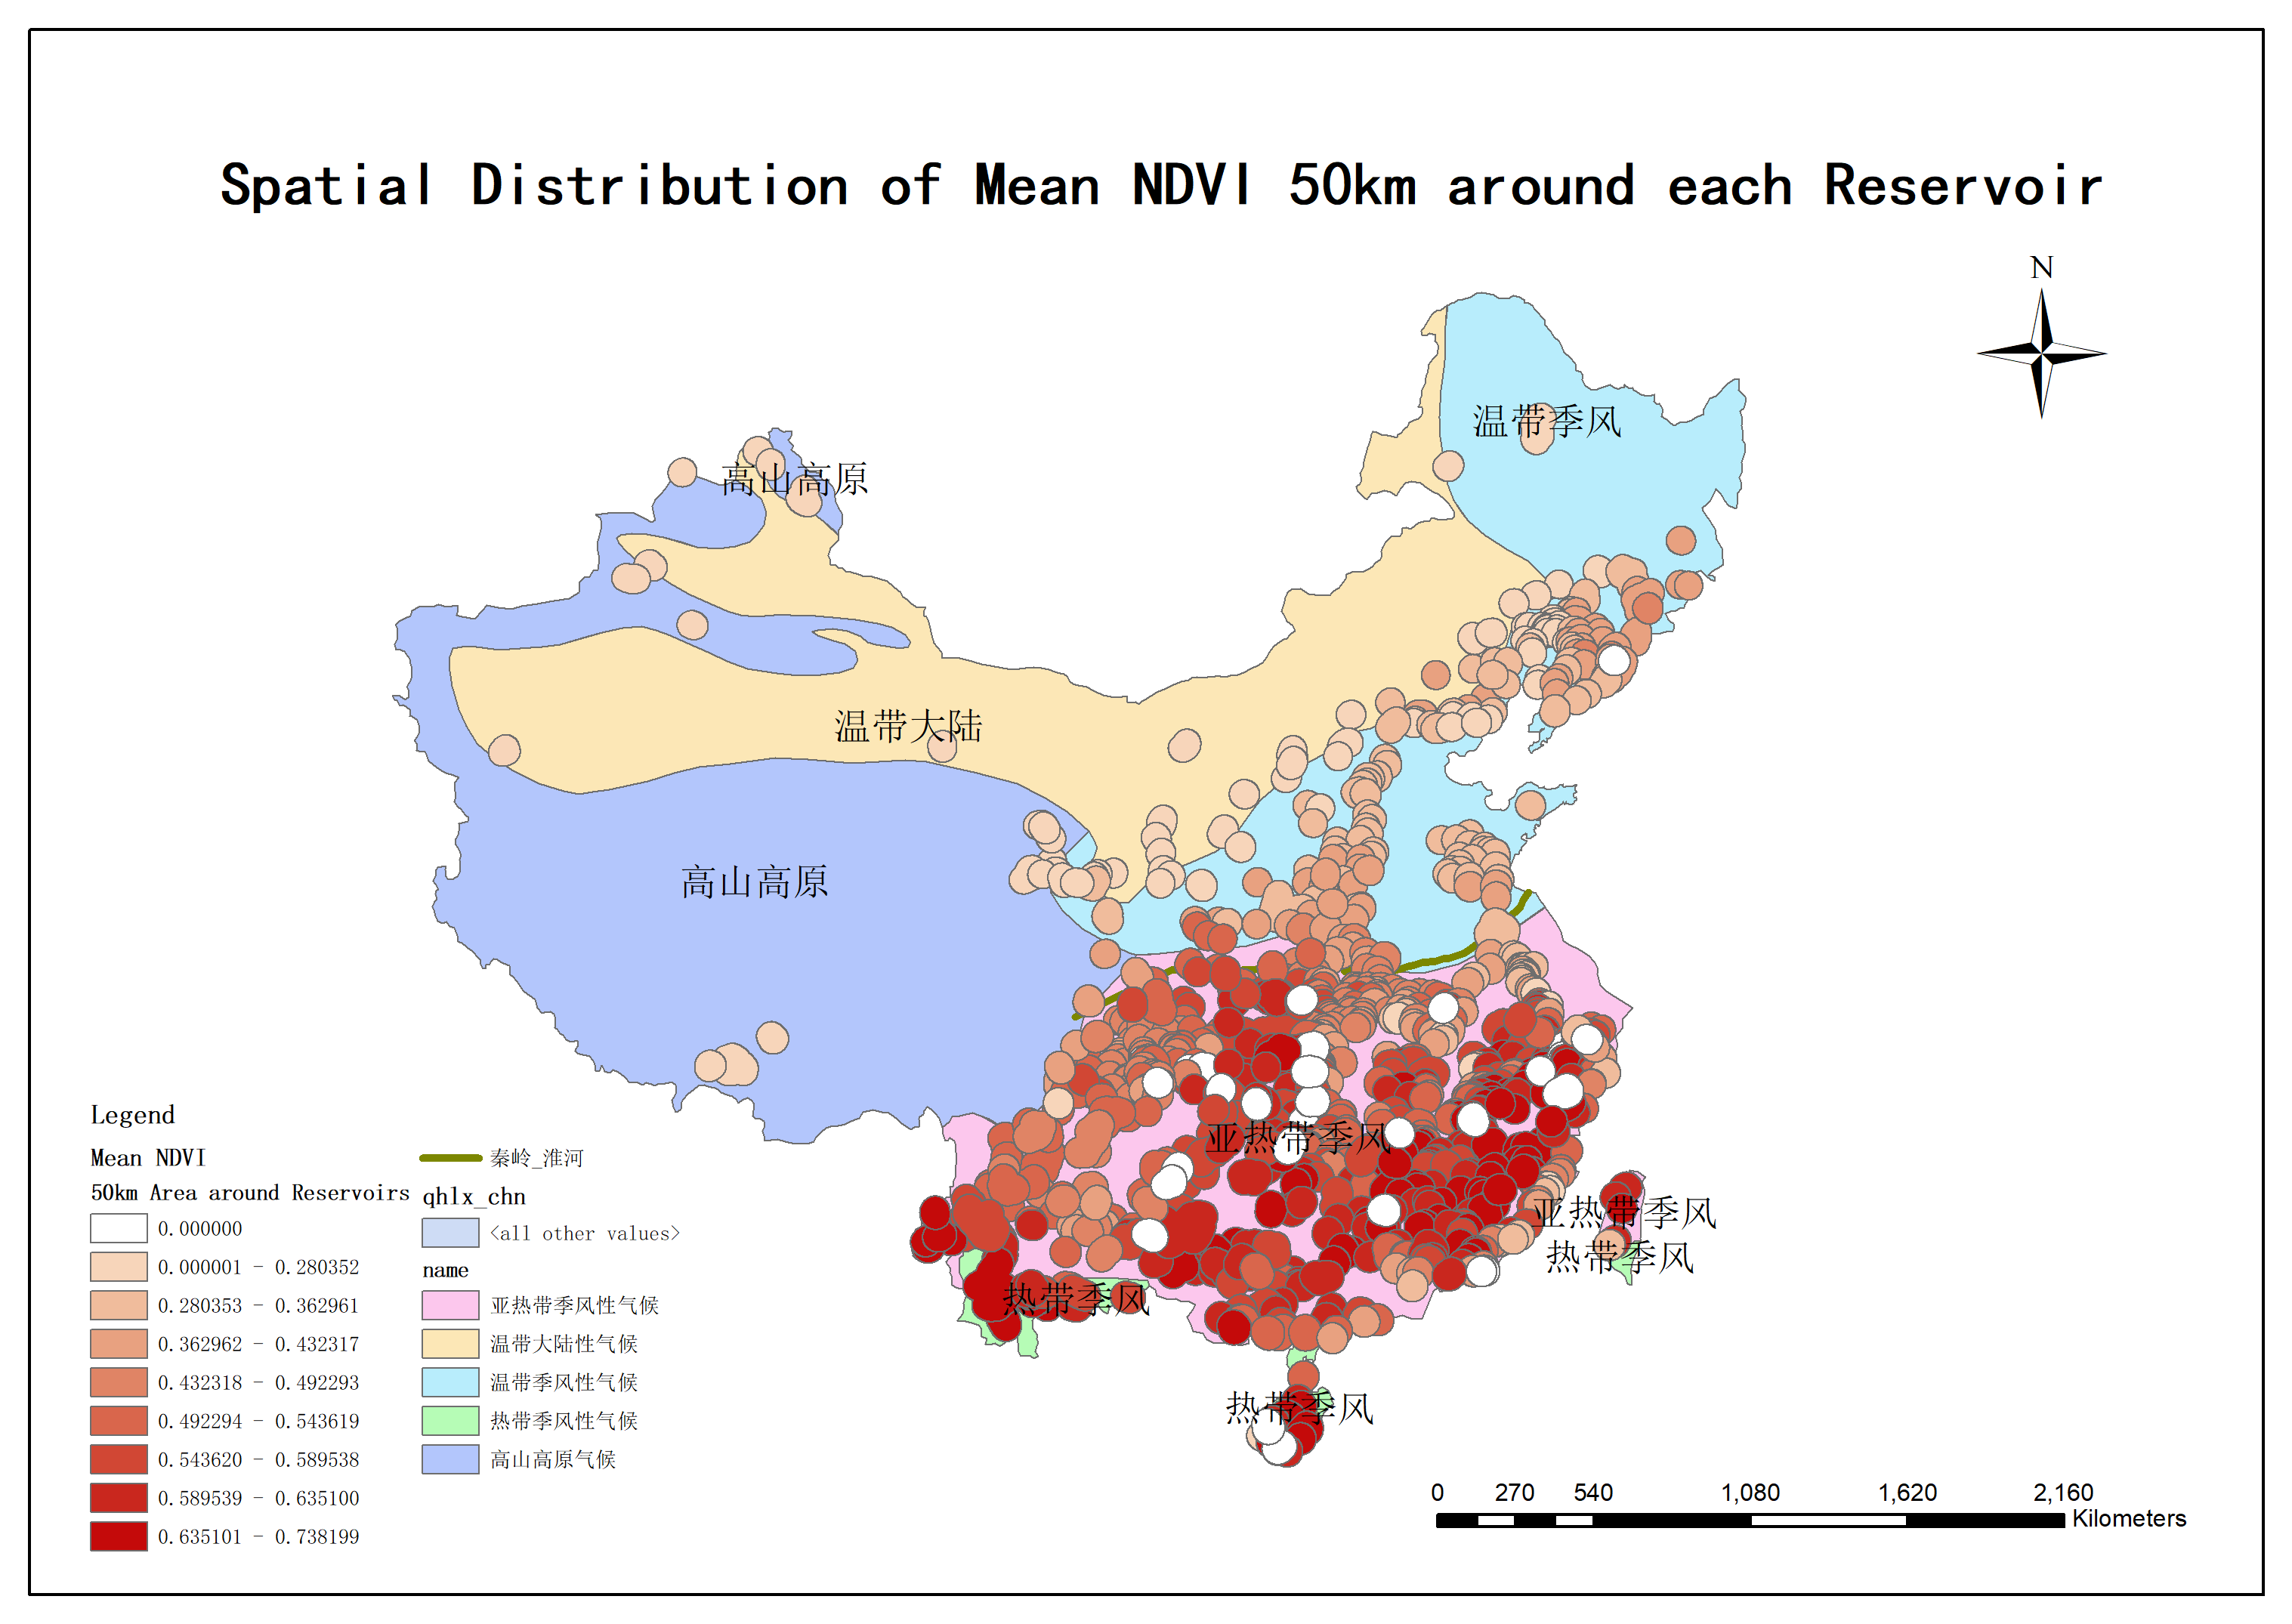 Spatial Distribution of Mean NDVI 50km around each Reservoir
N
温带季风
高山高原
温带大陆
高山高原
亚热带季风
亚热带季风
热带季风
热带季风
热带季风
Legend
Mean NDVI
50km Area around Reservoirs
0.000000
0.000001 - 0.280352
0.280353 - 0.362961
0.362962 - 0.432317
0.432318 - 0.492293
0.492294 - 0.543619
0.543620 - 0.589538
0.589539 - 0.635100
0.635101 - 0.738199
秦岭_淮河
qhlx_chn
<all other values>
name
亚热带季风性气候
温带大陆性气候
温带季风性气候
热带季风性气候
高山高原气候
0 270 540 1,080 1,620 2,160
Kilometers